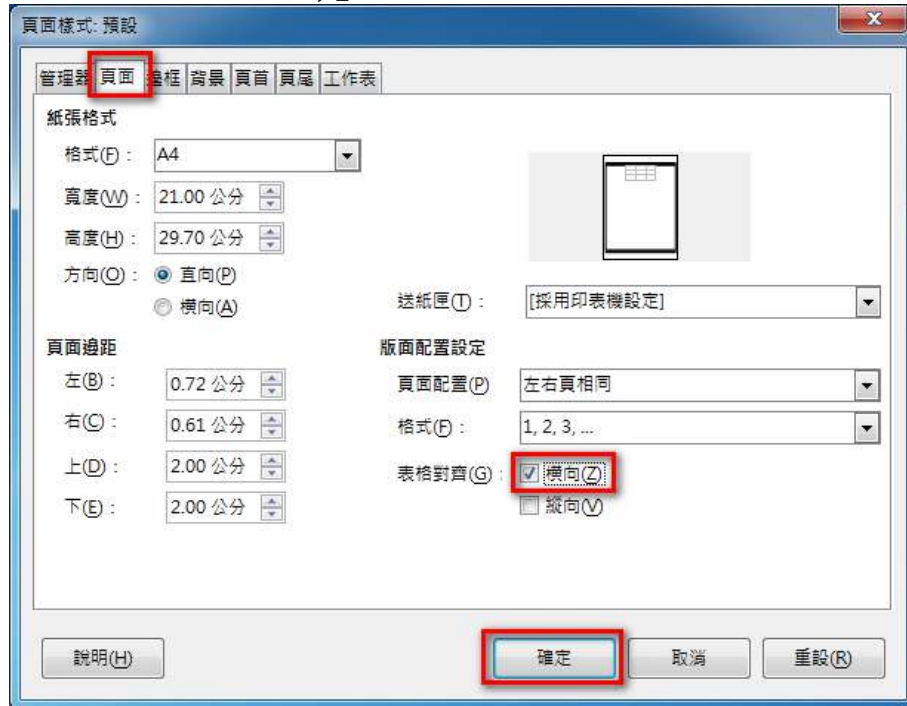 頁面樣式: 預設
管理器 頁面 邊框 背景 頁首 頁尾 工作表
紙張格式
格式(F)： A4
寬度(W)： 21.00 公分
高度(H)： 29.70 公分
方向(O)： 直向(P)
橫向(A) 送紙匣(T)： [採用印表機設定]
頁面邊距 版面配置設定
左(B)： 0.72 公分 頁面配置(P) 左右頁相同
右(C)： 0.61 公分 格式(F)： 1, 2, 3, ...
上(D)： 2.00 公分 表格對齊(G)： 橫向(Z)
下(E)： 2.00 公分 縱向(V)
說明(H) 確定 取消 重設(R)